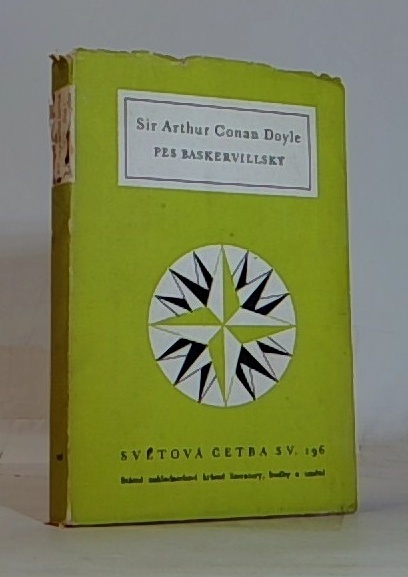 Sir Arthur Conan Doyle
PES BASKERVILLSKÝ
SVĚTOVÁ ČETBA SV. 196
Státní nakladatelství krásné literatury, hudby a umění